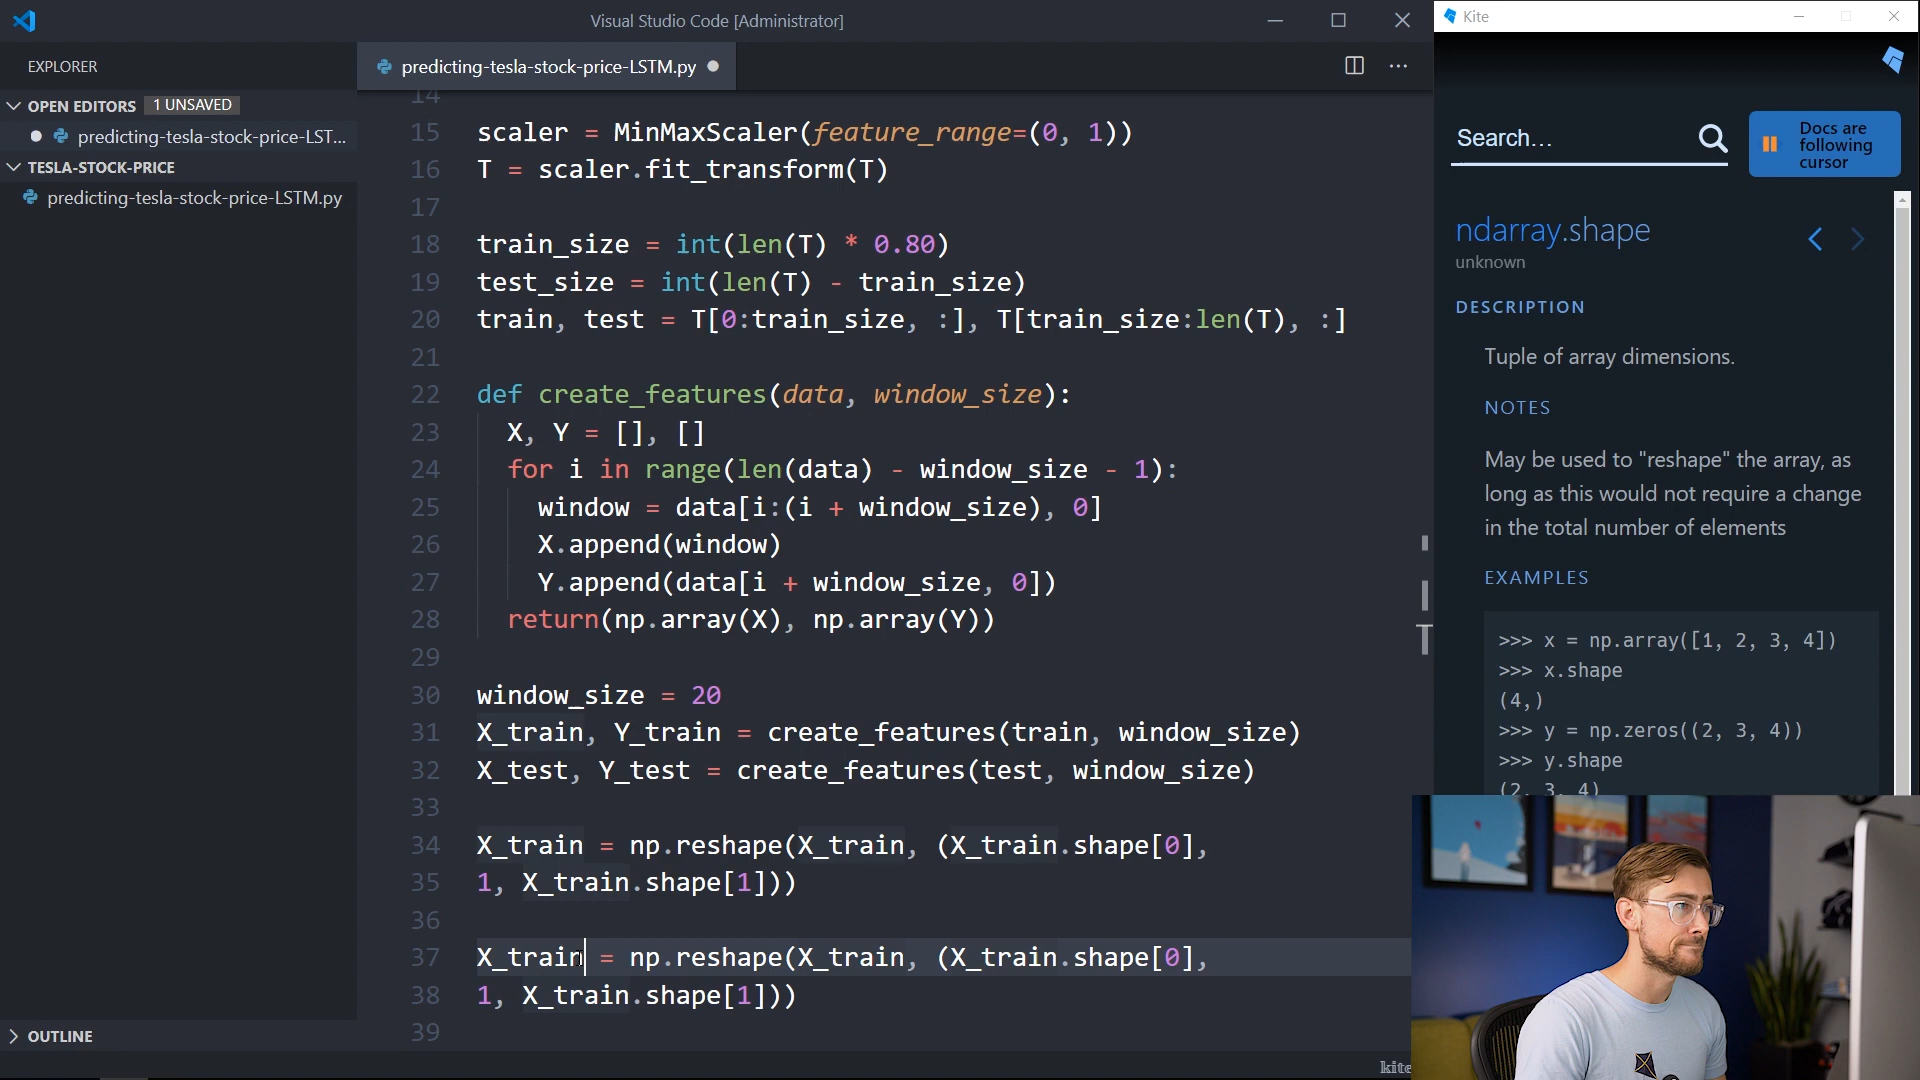 Visual Studio Code [Administrator]
EXPLORER
OPEN EDITORS 1 UNSAVED
predicting-tesla-stock-price-LST...
TESLA-STOCK-PRICE
predicting-tesla-stock-price-LSTM.py
OUTLINE
predicting-tesla-stock-price-LSTM.py
14
15 scaler = MinMaxScaler(feature_range=(0, 1))
16 T = scaler.fit_transform(T)
17
18 train_size = int(len(T) * 0.80)
19 test_size = int(len(T) - train_size)
20 train, test = T[0:train_size, :], T[train_size:len(T), :]
21
22 def create_features(data, window_size):
23 X, Y = [], []
24 for i in range(len(data) - window_size - 1):
25 window = data[i:(i + window_size), 0]
26 X.append(window)
27 Y.append(data[i + window_size, 0])
28 return(np.array(X), np.array(Y))
29
30 window_size = 20
31 X_train, Y_train = create_features(train, window_size)
32 X_test, Y_test = create_features(test, window_size)
33
34 X_train = np.reshape(X_train, (X_train.shape[0],
35 1, X_train.shape[1]))
36
37 X_train = np.reshape(X_train, (X_train.shape[0],
38 1, X_train.shape[1]))
39
kite
Kite
Search...
Docs are
following
cursor
ndarray.shape
unknown
DESCRIPTION
Tuple of array dimensions.
NOTES
May be used to "reshape" the array, as
long as this would not require a change
in the total number of elements
EXAMPLES
>>> x = np.array([1, 2, 3, 4])
>>> x.shape
(4,)
>>> y = np.zeros((2, 3, 4))
>>> y.shape
(2, 3, 4)